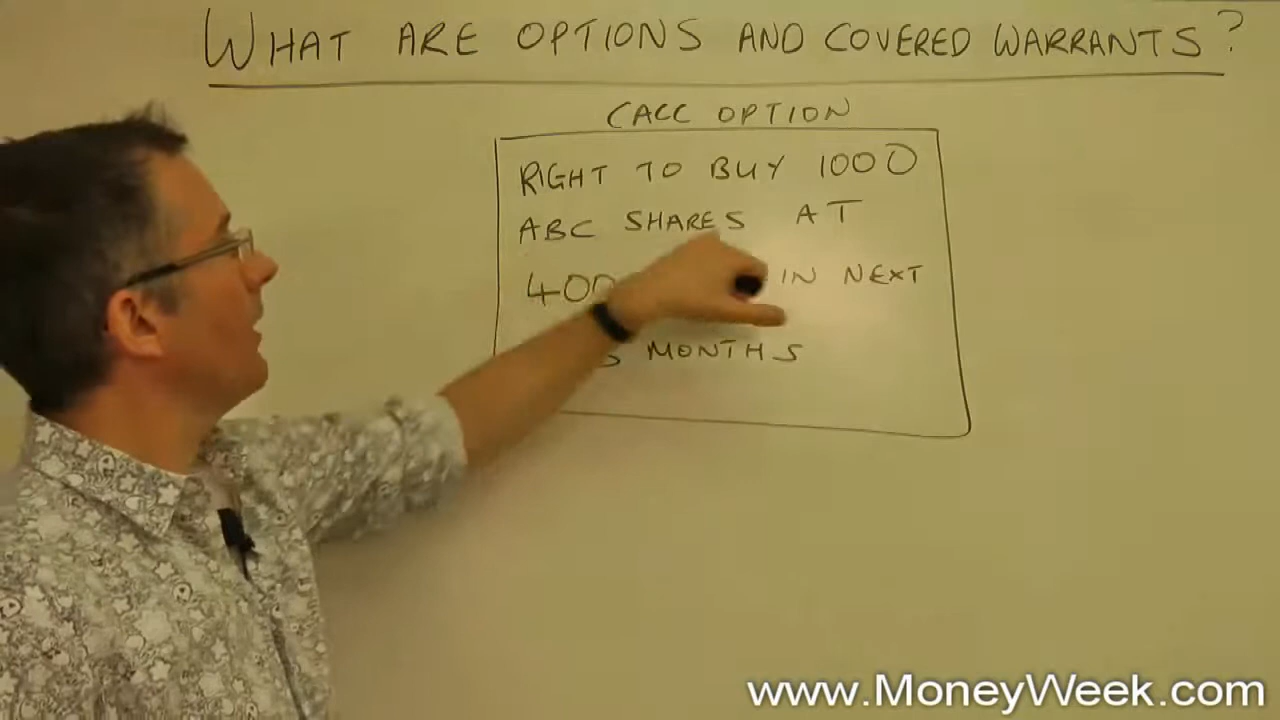 WHAT ARE OPTIONS AND COVERED WARRANTS?
CALL OPTION
RIGHT TO BUY 1000
ABC SHARES AT
400 IN NEXT
MONTHS
www.MoneyWeek.com